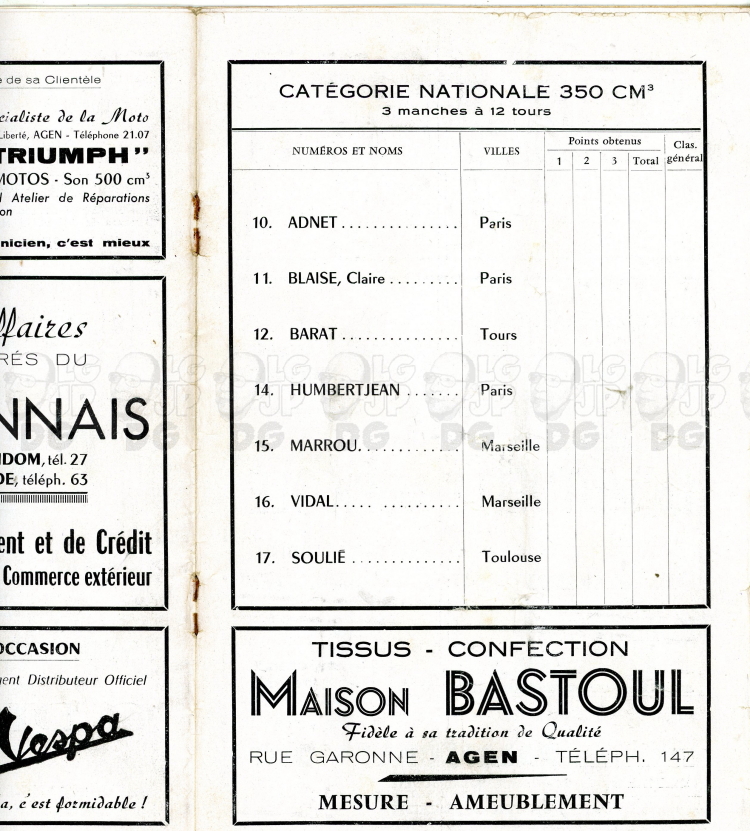 de sa Clientèle
cialiste de la Moto
Liberté, AGEN - Téléphone 21.07
TRIUMPH"
MOTOS - Son 500 cm³
Atelier de Réparations
on
nicien, c'est mieux
ffaires
RÉS DU
NNAIS
IDOM, tél. 27
DE, téléph. 63
ent et de Crédit
Commerce extérieur
OCCASION
gent Distributeur Officiel
Vespa
a, c'est formidable !
CATÉGORIE NATIONALE 350 CM³
3 manches à 12 tours
NUMÉROS ET NOMS VILLES Points obtenus Clas. général
1 2 3 Total
10. ADNET . . . . . . . . . . . . . . . Paris
11. BLAISE, Claire . . . . . . . . . Paris
12. BARAT . . . . . . . . . . . . . . . Tours
14. HUMBERTJEAN . . . . . . . Paris
15. MARROU. . . . . . . . . . . . . Marseille
16. VIDAL. . . . . . . . . . . . . . . Marseille
17. SOULIÉ . . . . . . . . . . . . . . Toulouse
TISSUS - CONFECTION
MAISON BASTOUL
Fidèle à sa tradition de Qualité
RUE GARONNE - AGEN - TÉLÉPH. 147
MESURE - AMEUBLEMENT
LG JP DG